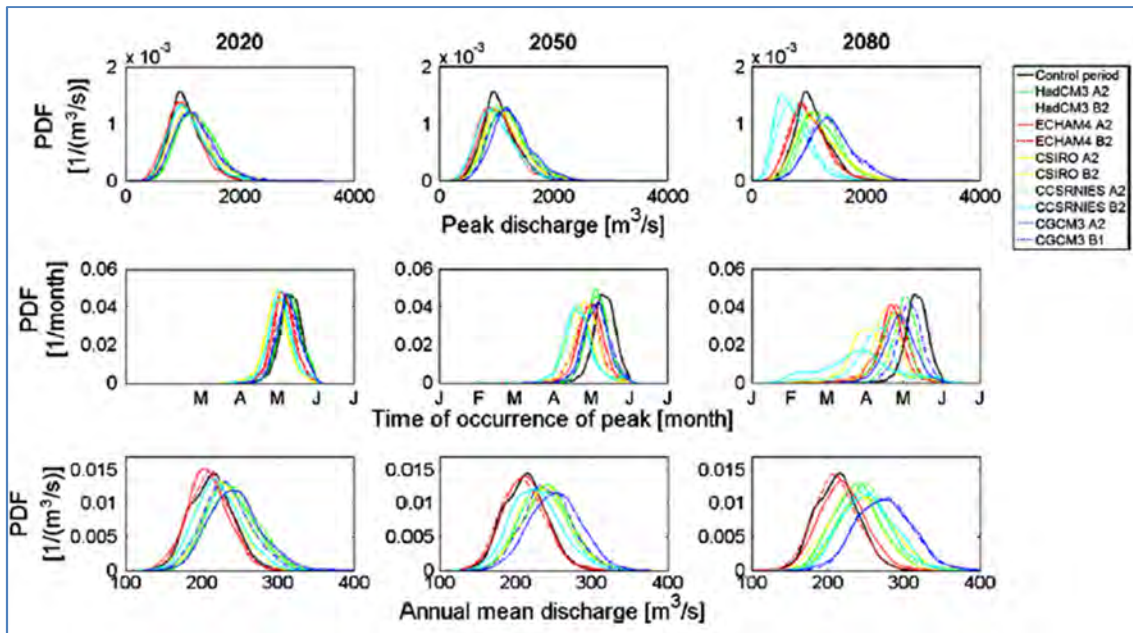 2020 2050 2080
x 10⁻³ x 10⁻³ x 10⁻³
2 2 2
PDF
[1/(m³/s)]
1 1 1
0 0 0
0 2000 4000 0 2000 4000 0 2000 4000
Peak discharge [m³/s]
Control period
HadCM3 A2
HadCM3 B2
ECHAM4 A2
ECHAM4 B2
CSIRO A2
CSIRO B2
CCSRNIES A2
CCSRNIES B2
CGCM3 A2
CGCM3 B1
0.06 0.06 0.06
PDF
[1/month]
0.04 0.04 0.04
0.02 0.02 0.02
0 0 0
M A M J J J F M A M J J J F M A M J J
Time of occurrence of peak [month]
0.015 0.015 0.015
PDF
[1/(m³/s)]
0.01 0.01 0.01
0.005 0.005 0.005
0 0 0
100 200 300 400 100 200 300 400 100 200 300 400
Annual mean discharge [m³/s]